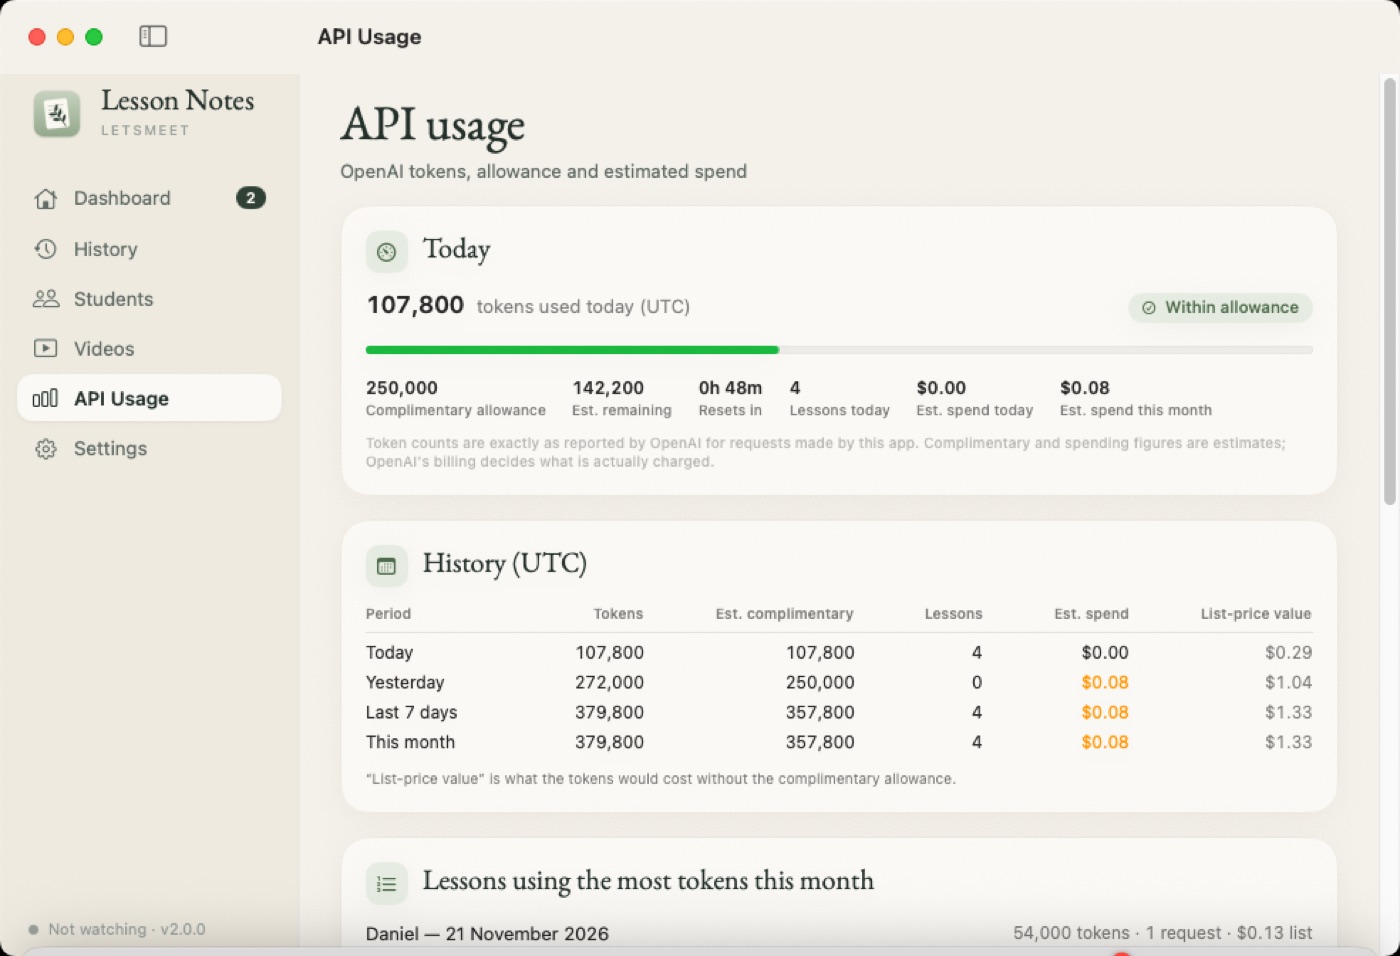 API Usage
Lesson Notes
LETSMEET
Dashboard 2
History
Students
Videos
API Usage
Settings
Not watching · v2.0.0
API usage
OpenAI tokens, allowance and estimated spend
Today
107,800 tokens used today (UTC)
Within allowance
250,000 142,200 0h 48m 4 $0.00 $0.08
Complimentary allowance Est. remaining Resets in Lessons today Est. spend today Est. spend this month
Token counts are exactly as reported by OpenAI for requests made by this app. Complimentary and spending figures are estimates;
OpenAI's billing decides what is actually charged.
History (UTC)
Period Tokens Est. complimentary Lessons Est. spend List-price value
Today 107,800 107,800 4 $0.00 $0.29
Yesterday 272,000 250,000 0 $0.08 $1.04
Last 7 days 379,800 357,800 4 $0.08 $1.33
This month 379,800 357,800 4 $0.08 $1.33
"List-price value" is what the tokens would cost without the complimentary allowance.
Lessons using the most tokens this month
Daniel — 21 November 2026 54,000 tokens · 1 request · $0.13 list